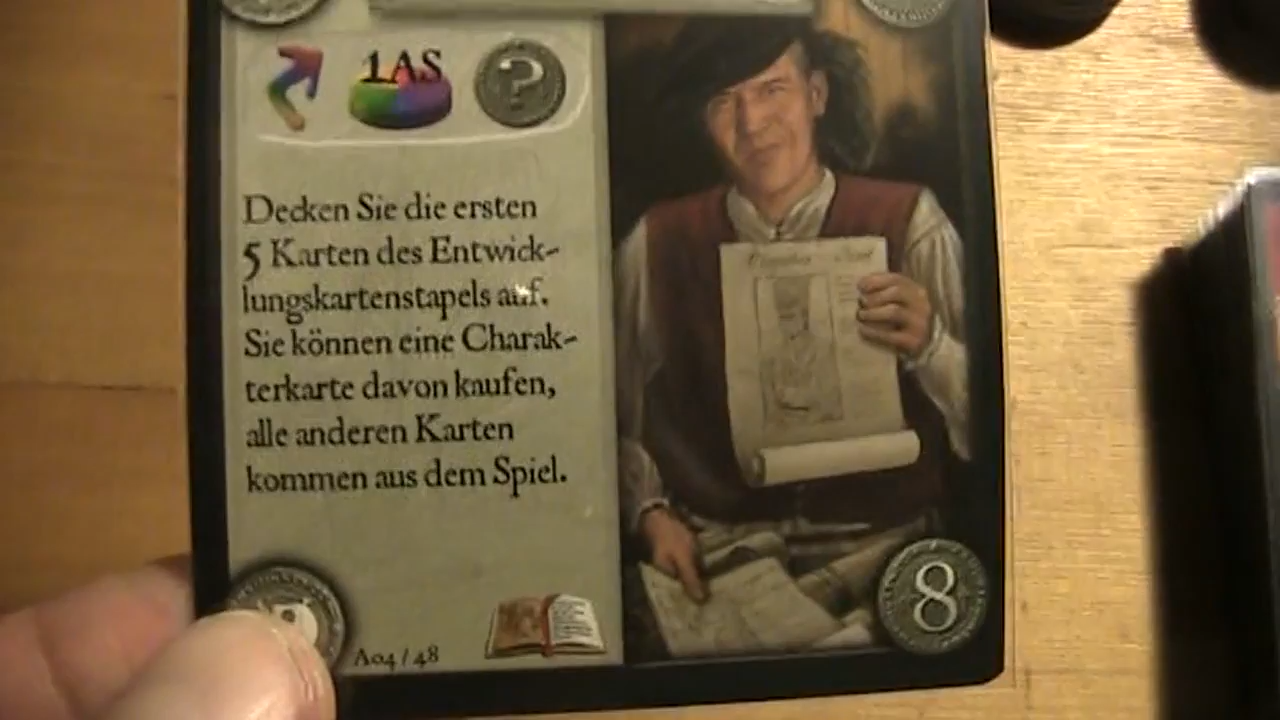 1AS
?
Decken Sie die ersten
5 Karten des Entwick-
lungskartenstapels auf.
Sie können eine Charak-
terkarte davon kaufen,
alle anderen Karten
kommen aus dem Spiel.
A04 / 48
8